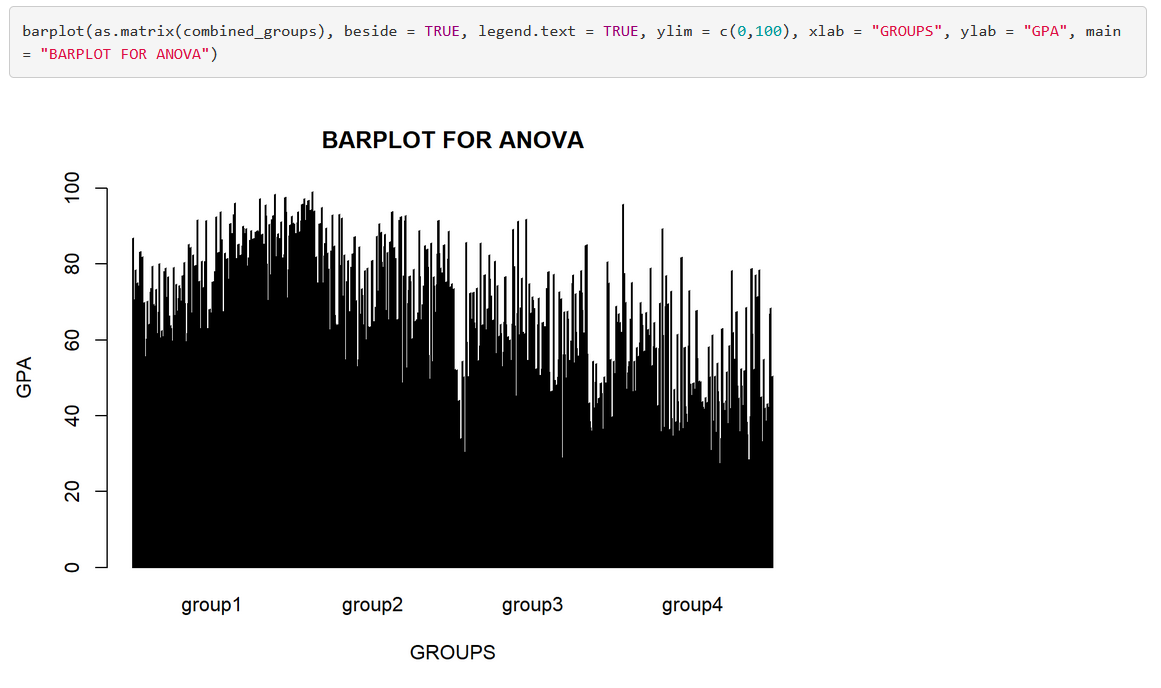 barplot(as.matrix(combined_groups), beside = TRUE, legend.text = TRUE, ylim = c(0,100), xlab = "GROUPS", ylab = "GPA", main
= "BARPLOT FOR ANOVA")
BARPLOT FOR ANOVA
100
80
60
40
20
0
GPA
group1 group2 group3 group4
GROUPS